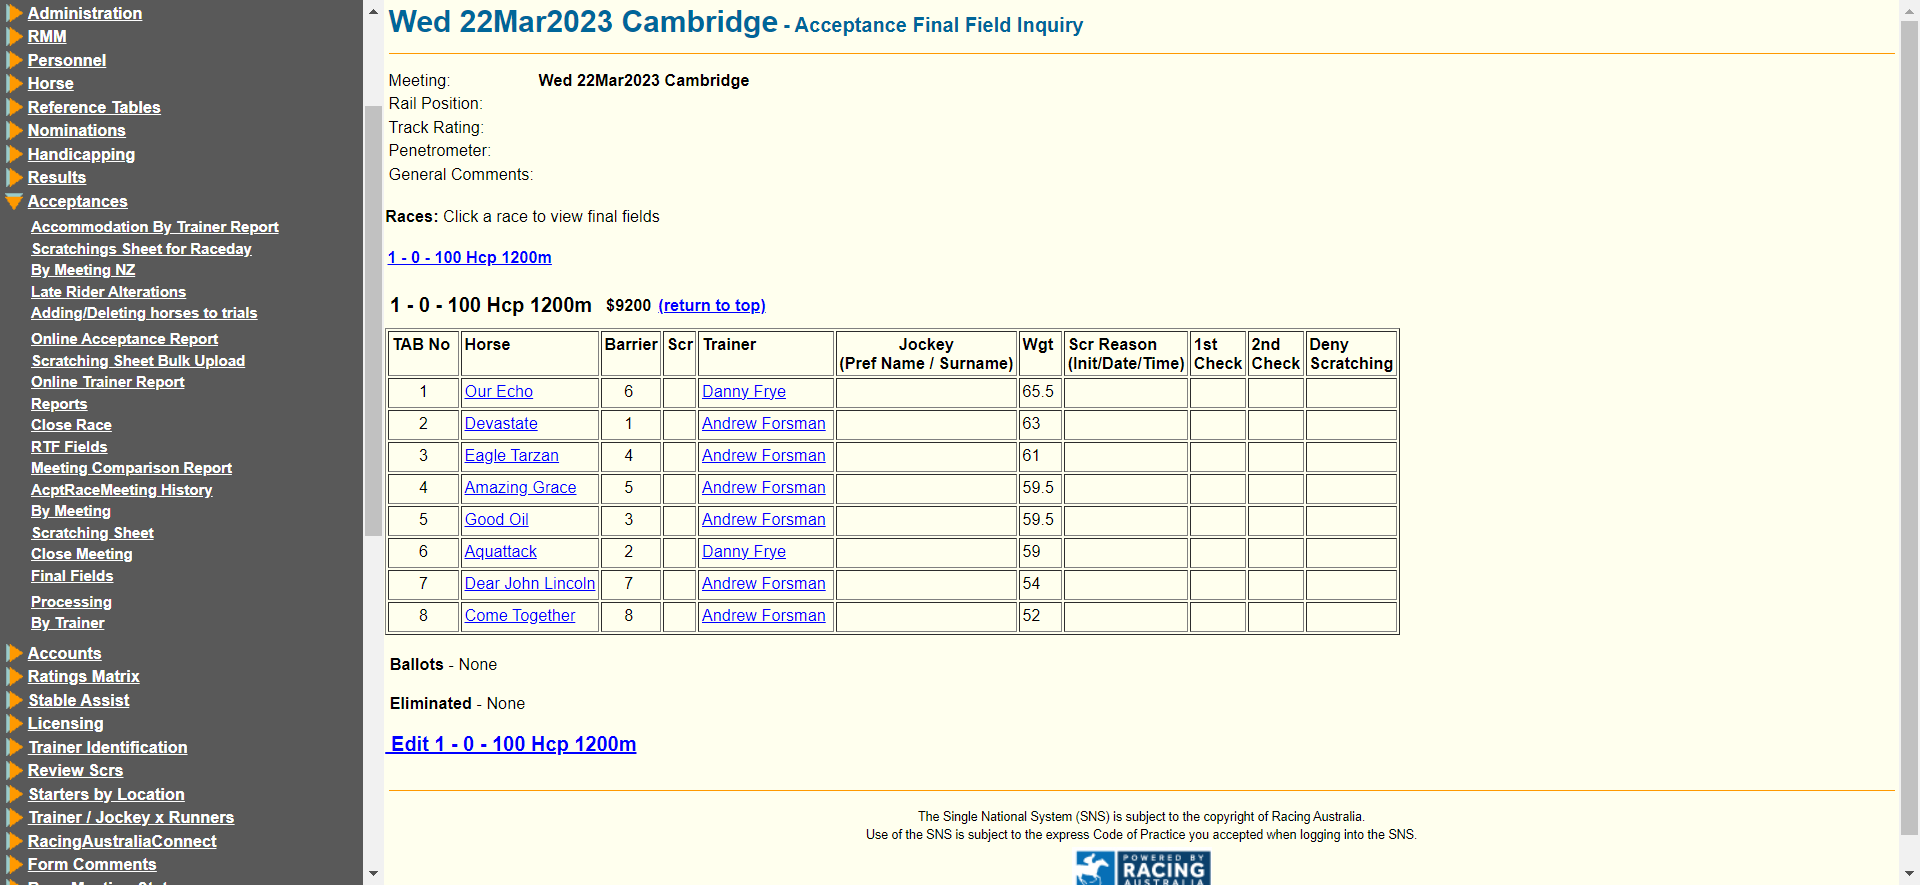 Administration
RMM
Personnel
Horse
Reference Tables
Nominations
Handicapping
Results
Acceptances
Accommodation By Trainer Report
Scratchings Sheet for Raceday
By Meeting NZ
Late Rider Alterations
Adding/Deleting horses to trials
Online Acceptance Report
Scratching Sheet Bulk Upload
Online Trainer Report
Reports
Close Race
RTF Fields
Meeting Comparison Report
AcptRaceMeeting History
By Meeting
Scratching Sheet
Close Meeting
Final Fields
Processing
By Trainer
Accounts
Ratings Matrix
Stable Assist
Licensing
Trainer Identification
Review Scrs
Starters by Location
Trainer / Jockey x Runners
RacingAustraliaConnect
Form Comments
Wed 22Mar2023 Cambridge - Acceptance Final Field Inquiry
Meeting: Wed 22Mar2023 Cambridge
Rail Position:
Track Rating:
Penetrometer:
General Comments:
Races: Click a race to view final fields
1 - 0 - 100 Hcp 1200m
1 - 0 - 100 Hcp 1200m $9200 (return to top)
TAB No Horse Barrier Scr Trainer Jockey (Pref Name / Surname) Wgt Scr Reason (Init/Date/Time) 1st Check 2nd Check Deny Scratching
1 Our Echo 6 Danny Frye 65.5
2 Devastate 1 Andrew Forsman 63
3 Eagle Tarzan 4 Andrew Forsman 61
4 Amazing Grace 5 Andrew Forsman 59.5
5 Good Oil 3 Andrew Forsman 59.5
6 Aquattack 2 Danny Frye 59
7 Dear John Lincoln 7 Andrew Forsman 54
8 Come Together 8 Andrew Forsman 52
Ballots - None
Eliminated - None
Edit 1 - 0 - 100 Hcp 1200m
The Single National System (SNS) is subject to the copyright of Racing Australia.
Use of the SNS is subject to the express Code of Practice you accepted when logging into the SNS.
POWERED BY
RACING
AUSTRALIA